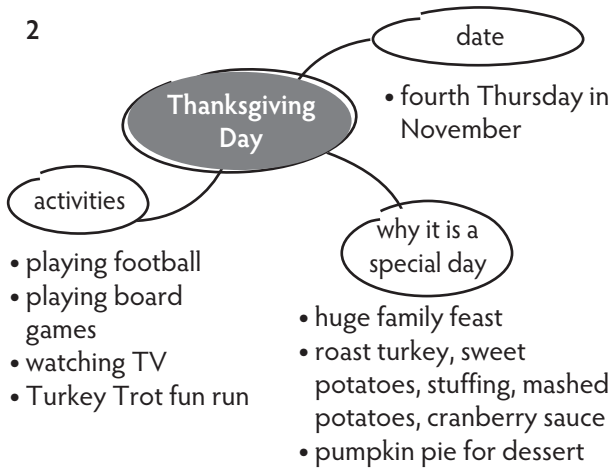 2
Thanksgiving
Day
date
• fourth Thursday in
November
activities
• playing football
• playing board
games
• watching TV
• Turkey Trot fun run
why it is a
special day
• huge family feast
• roast turkey, sweet
potatoes, stuffing, mashed
potatoes, cranberry sauce
• pumpkin pie for dessert